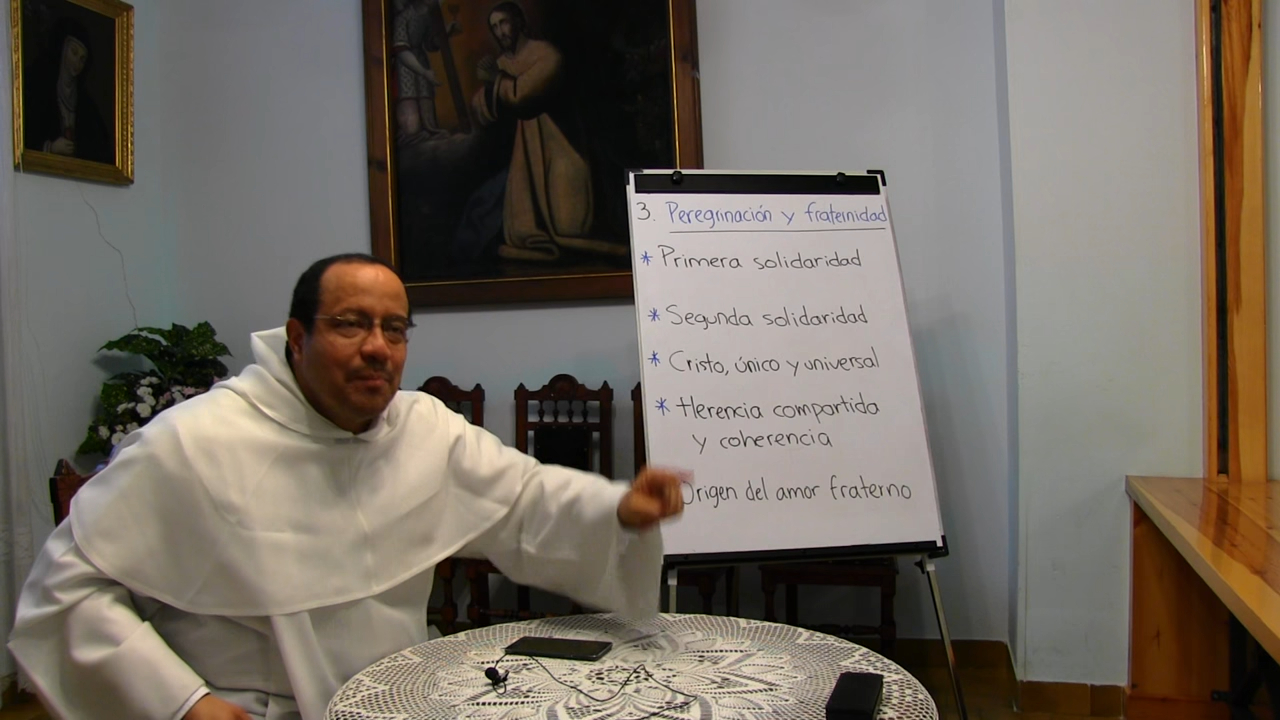 3. Peregrinación y fraternidad
* Primera solidaridad
* Segunda solidaridad
* Cristo, único y universal
* Herencia compartida
y coherencia
Origen del amor fraterno